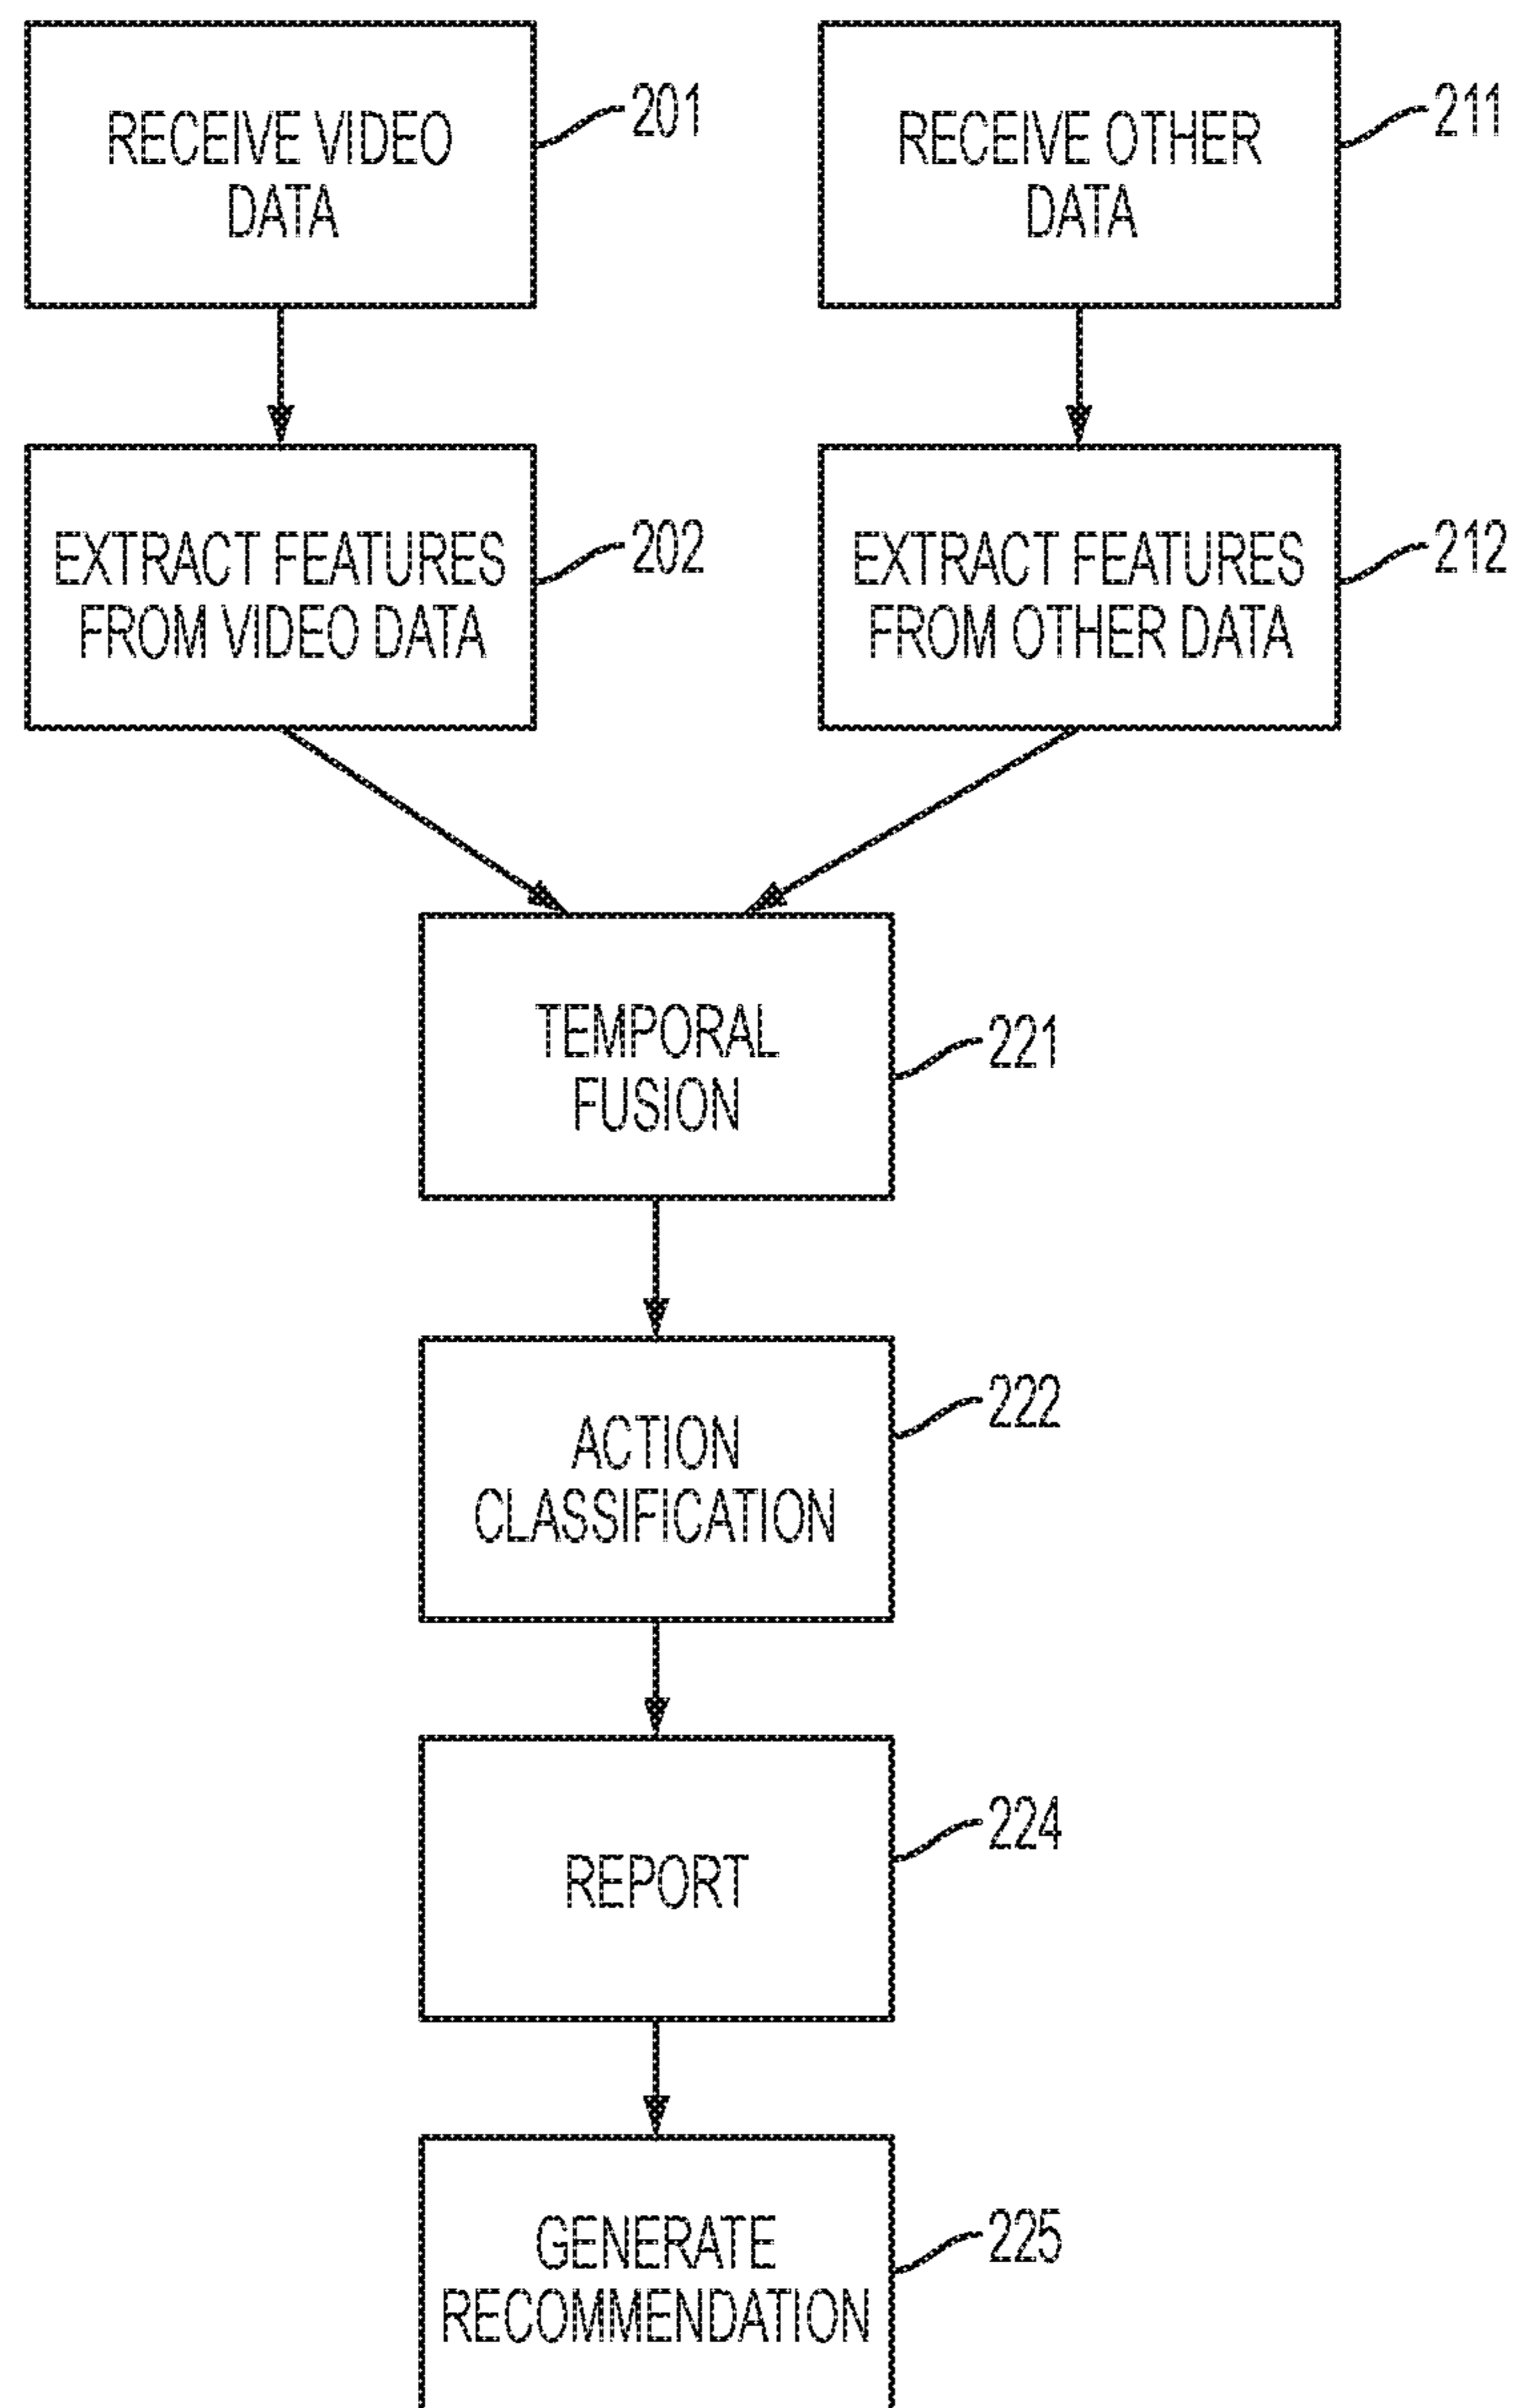 RECEIVE VIDEO
DATA
201
RECEIVE OTHER
DATA
211
EXTRACT FEATURES
FROM VIDEO DATA
202
EXTRACT FEATURES
FROM OTHER DATA
212
TEMPORAL
FUSION
221
ACTION
CLASSIFICATION
222
REPORT
224
GENERATE
RECOMMENDATION
225